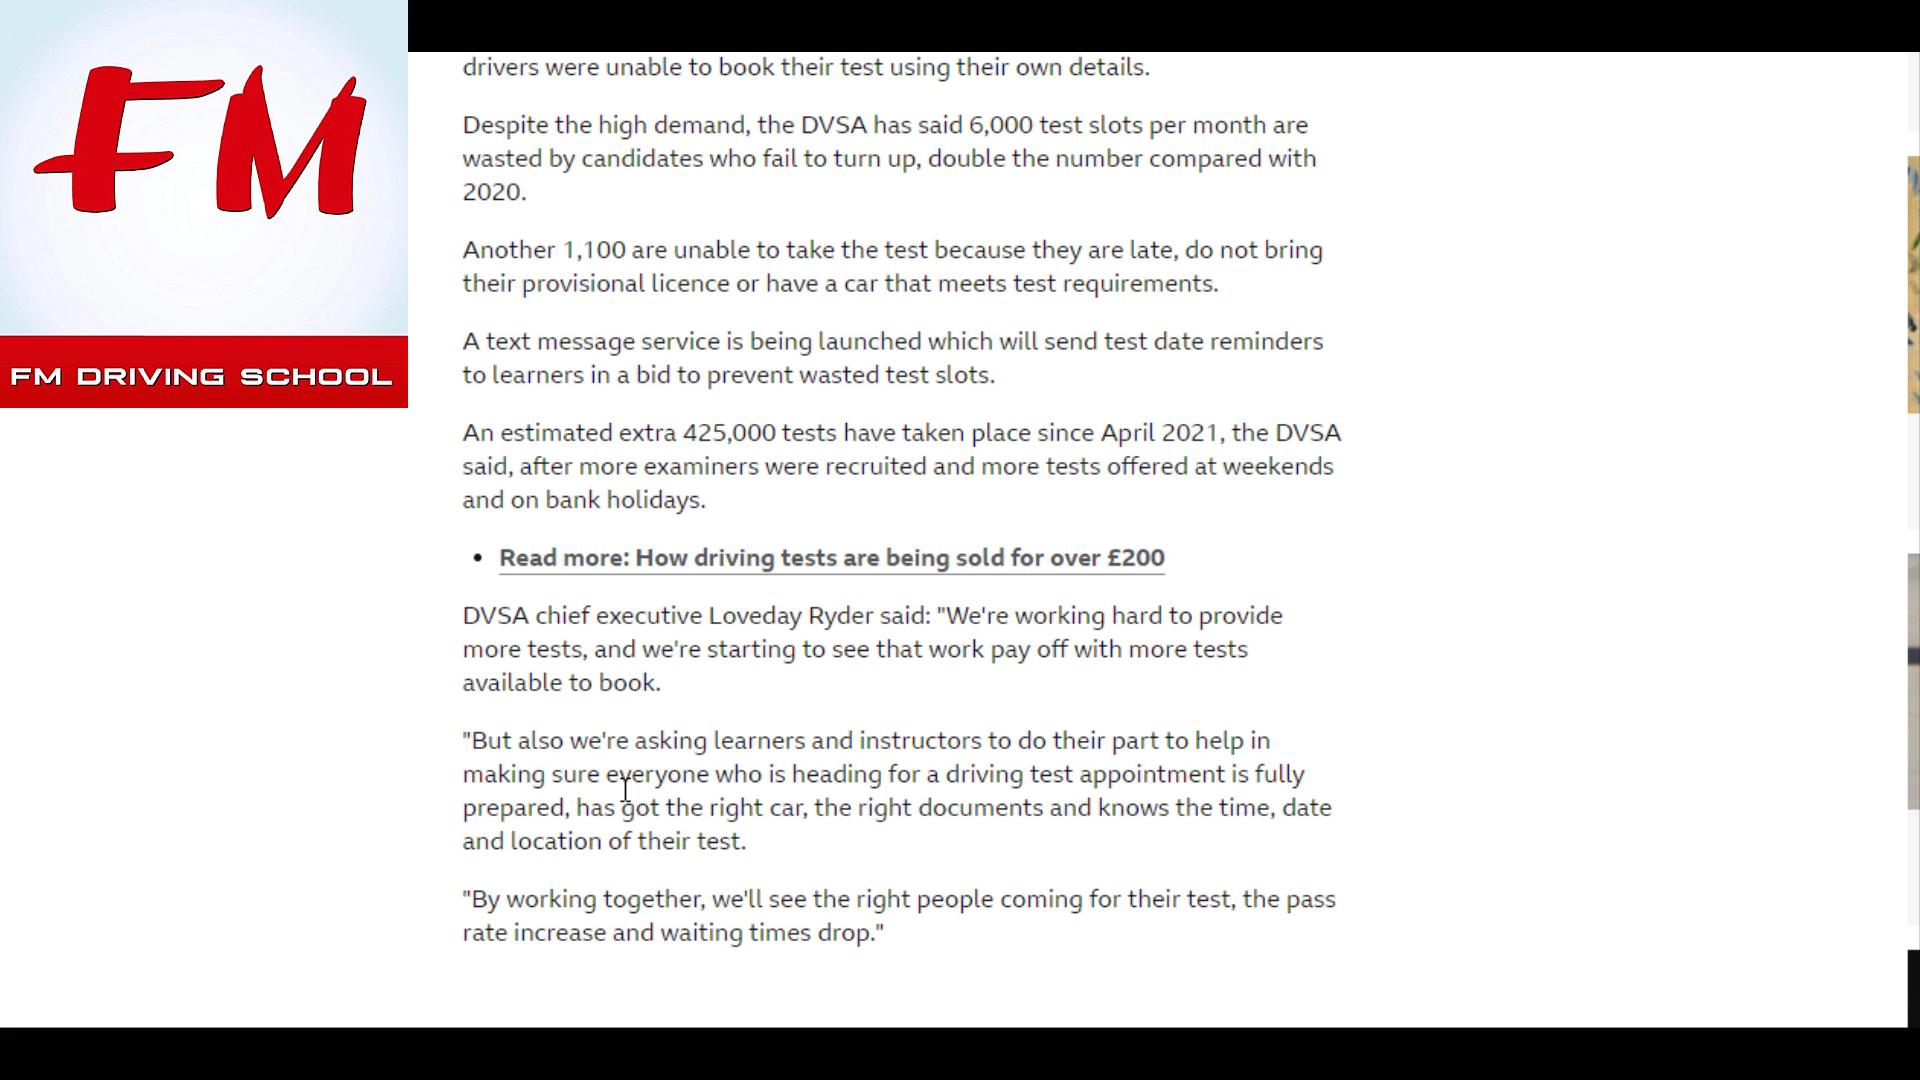 FM
FM DRIVING SCHOOL
drivers were unable to book their test using their own details.
Despite the high demand, the DVSA has said 6,000 test slots per month are
wasted by candidates who fail to turn up, double the number compared with
2020.
Another 1,100 are unable to take the test because they are late, do not bring
their provisional licence or have a car that meets test requirements.
A text message service is being launched which will send test date reminders
to learners in a bid to prevent wasted test slots.
An estimated extra 425,000 tests have taken place since April 2021, the DVSA
said, after more examiners were recruited and more tests offered at weekends
and on bank holidays.
• Read more: How driving tests are being sold for over £200
DVSA chief executive Loveday Ryder said: "We're working hard to provide
more tests, and we're starting to see that work pay off with more tests
available to book.
"But also we're asking learners and instructors to do their part to help in
making sure everyone who is heading for a driving test appointment is fully
prepared, has got the right car, the right documents and knows the time, date
and location of their test.
"By working together, we'll see the right people coming for their test, the pass
rate increase and waiting times drop."